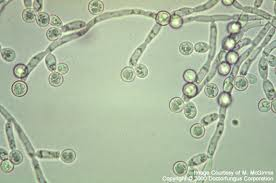 Image Courtesy of M. McGinnis
Copyright © 2000 Doctorfungus Corporation